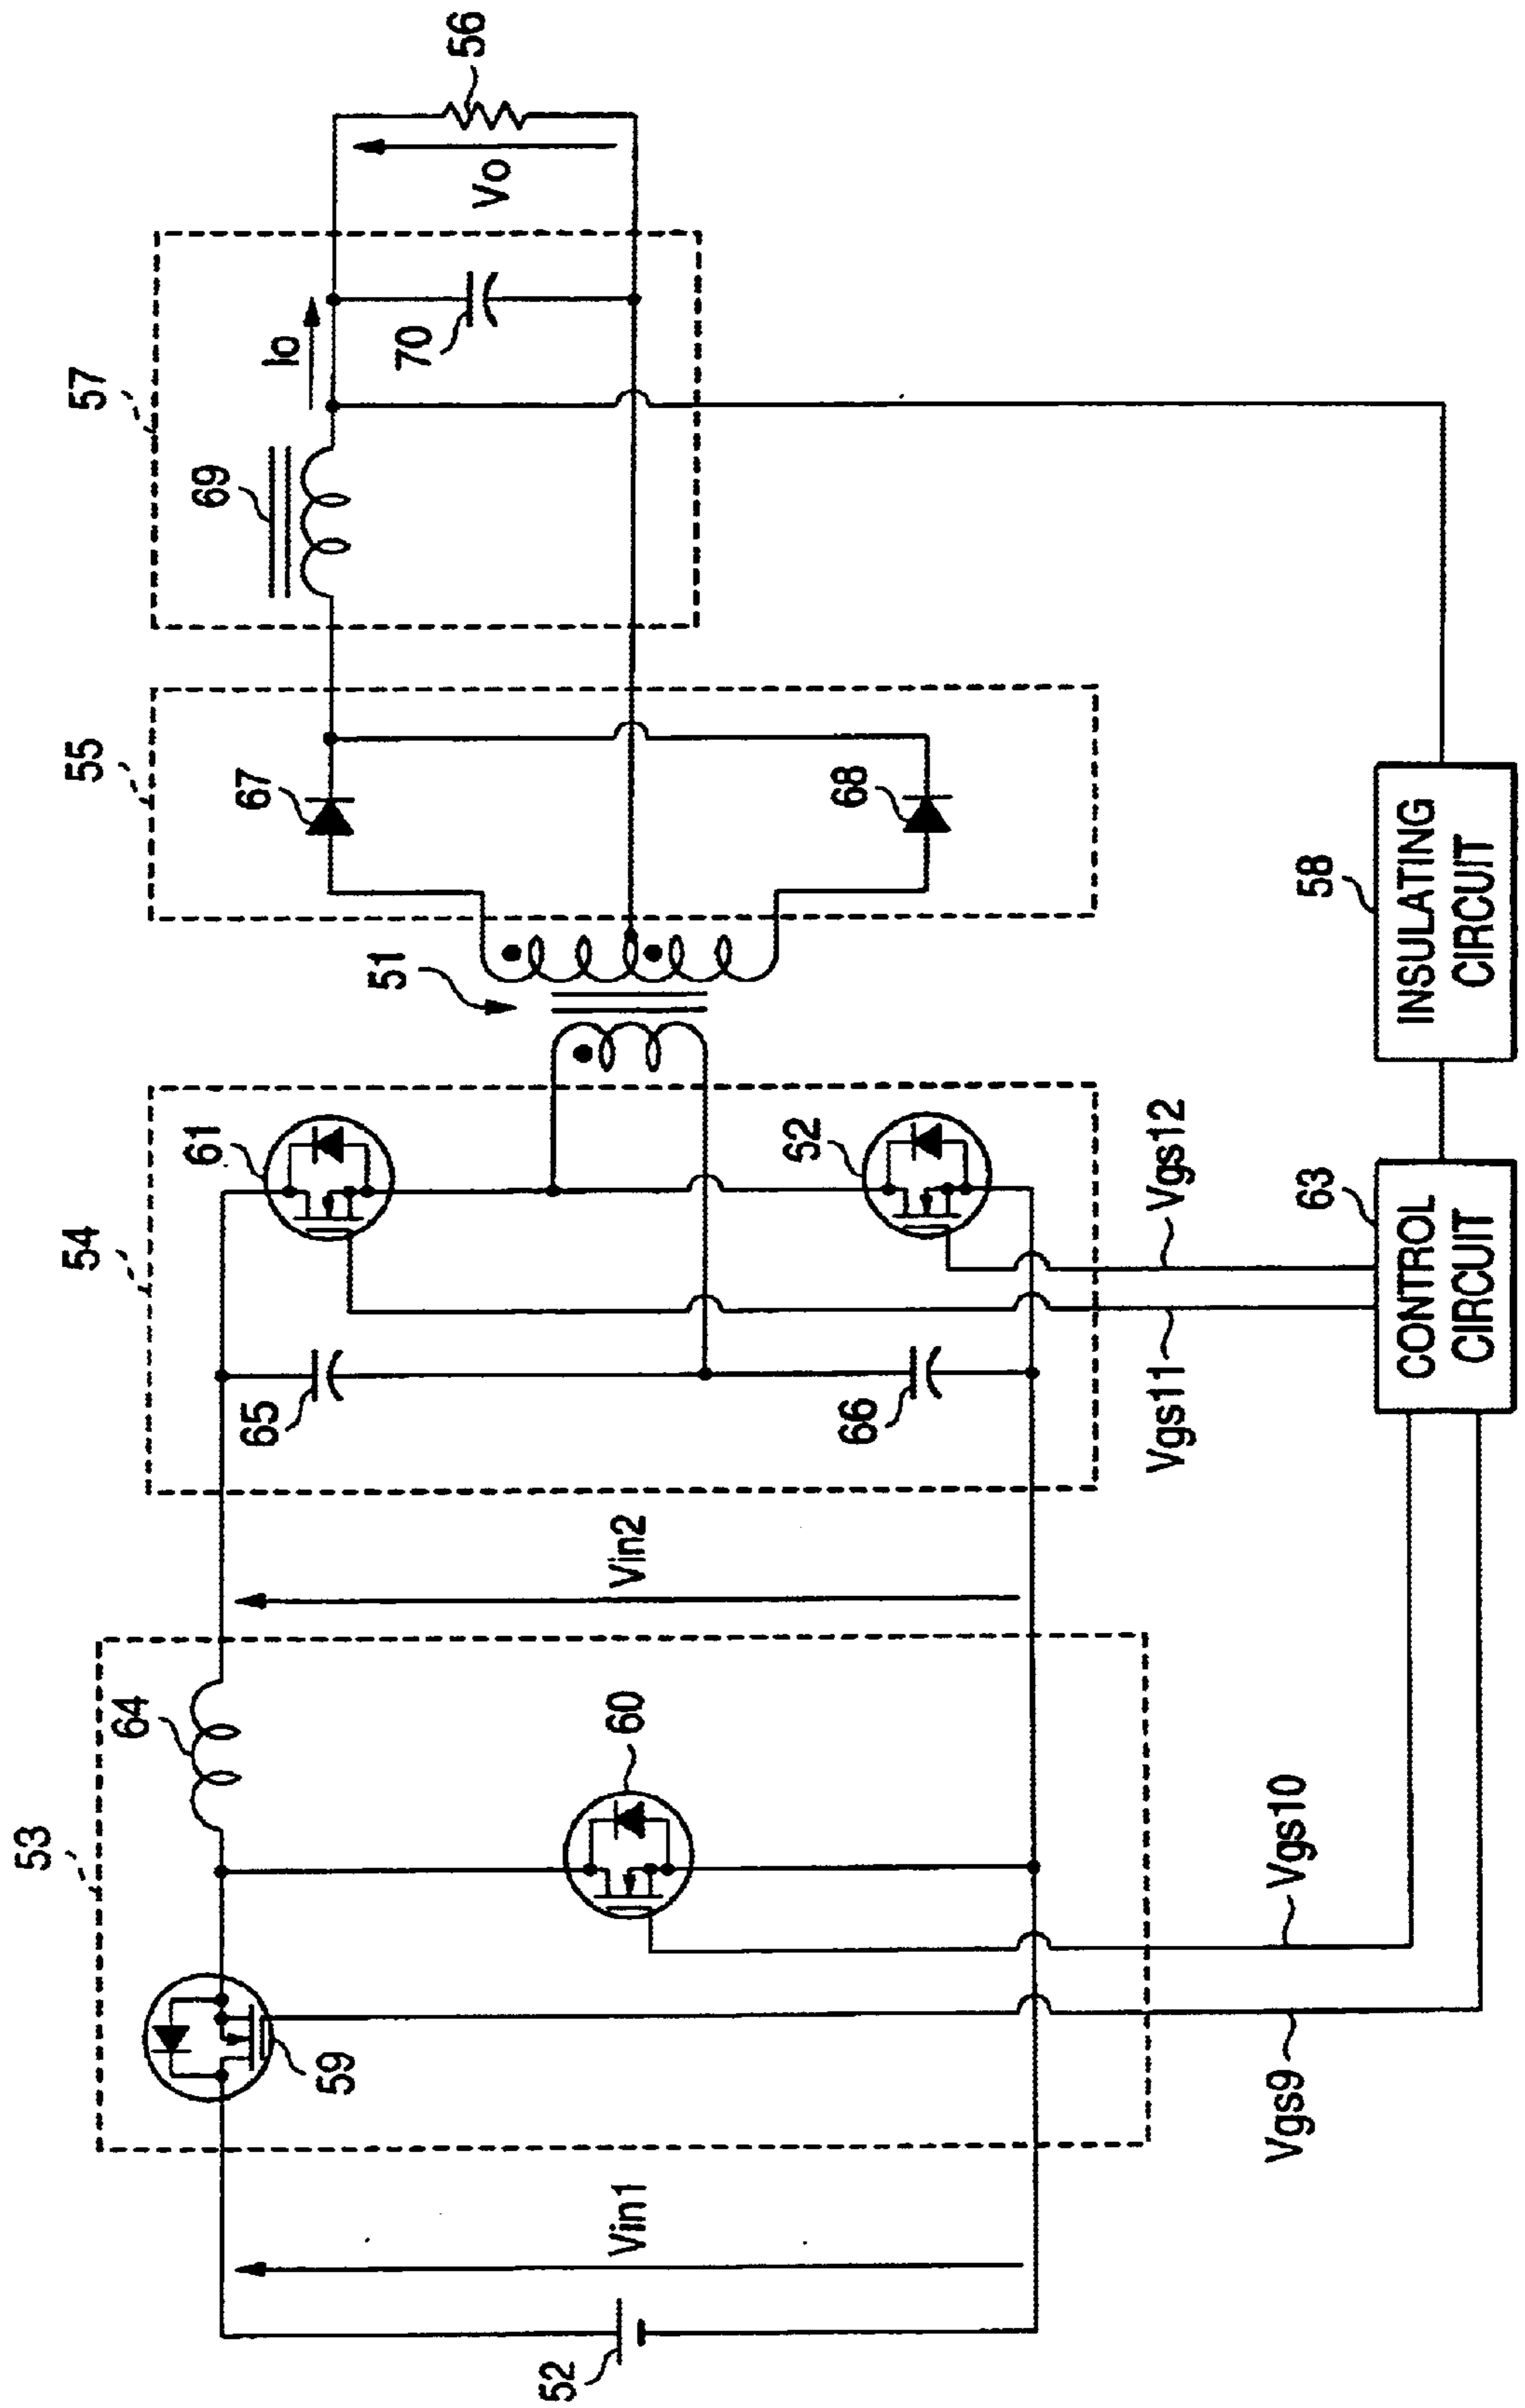 53
64
54
61
51
55
67
57
69
Io
56
59
60
65
66
62
68
70
Vo
52
Vin1
Vin2
Vgs9
Vgs10
Vgs11
Vgs12
63
CONTROL
CIRCUIT
58
INSULATING
CIRCUIT